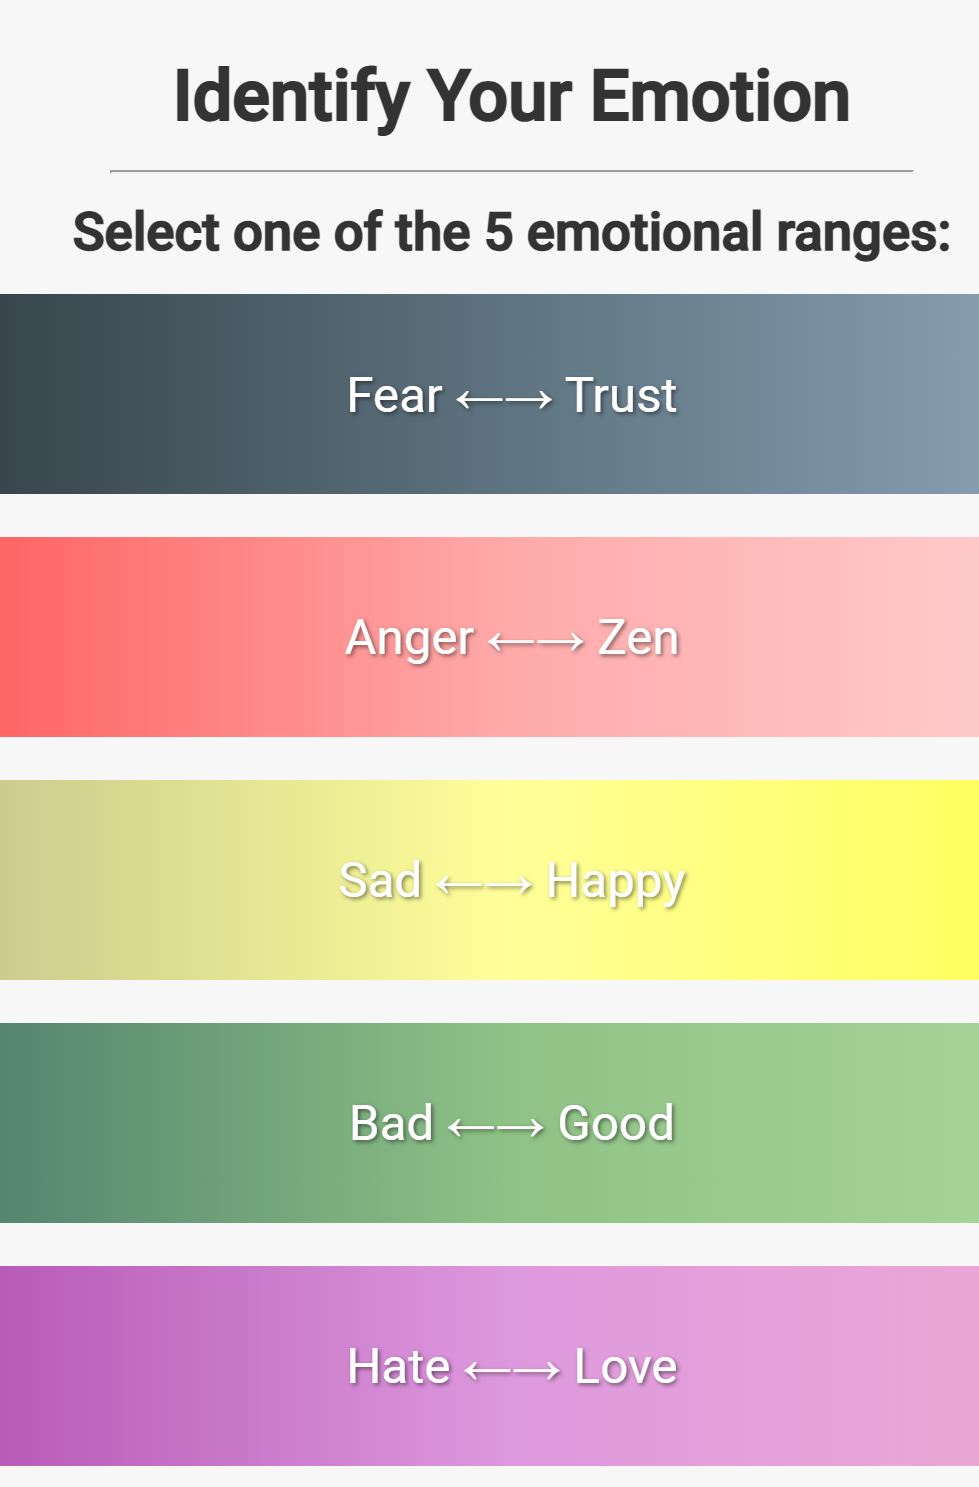 Identify Your Emotion
Select one of the 5 emotional ranges:
Fear ⟵⟶ Trust
Anger ⟵⟶ Zen
Sad ⟵⟶ Happy
Bad ⟵⟶ Good
Hate ⟵⟶ Love